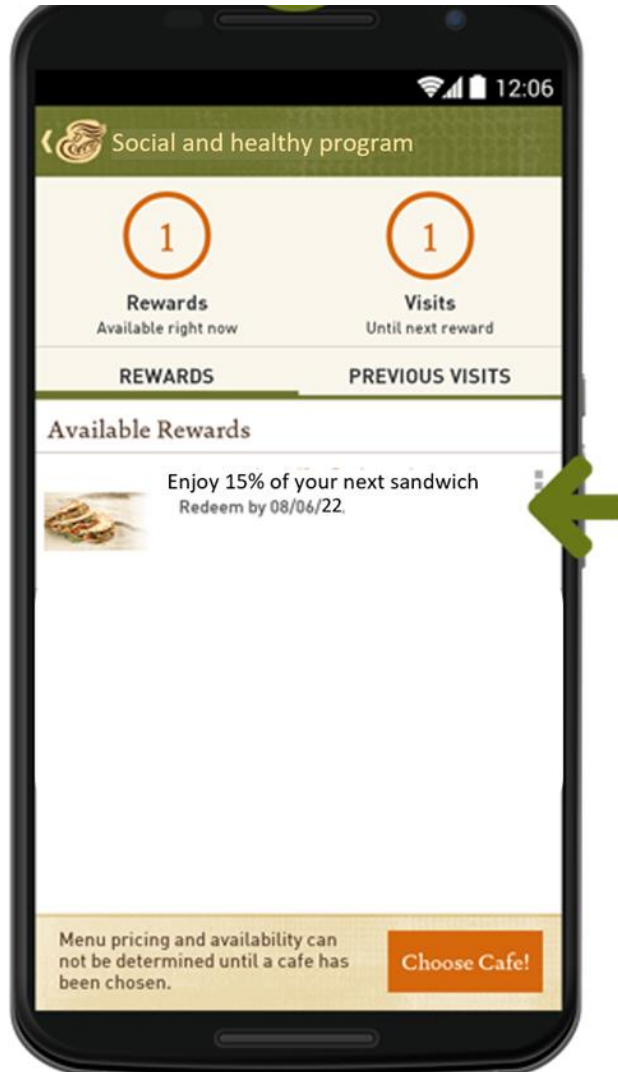 12:06
Social and healthy program
1
1
Rewards
Visits
Available right now
Until next reward
REWARDS
PREVIOUS VISITS
Available Rewards
Enjoy 15% of your next sandwich
Redeem by 08/06/22.
Menu pricing and availability can
not be determined until a cafe has
been chosen.
Choose Cafe!